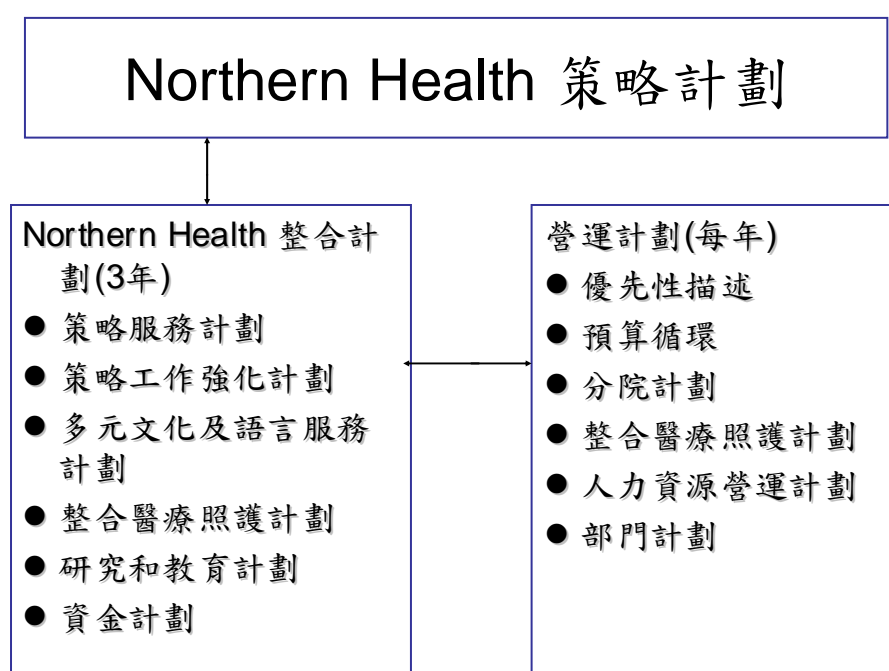 Northern Health 策略計劃
Northern Health 整合計
劃(3年)
● 策略服務計劃
● 策略工作強化計劃
● 多元文化及語言服務
計劃
● 整合醫療照護計劃
● 研究和教育計劃
● 資金計劃
營運計劃(每年)
● 優先性描述
● 預算循環
● 分院計劃
● 整合醫療照護計劃
● 人力資源營運計劃
● 部門計劃